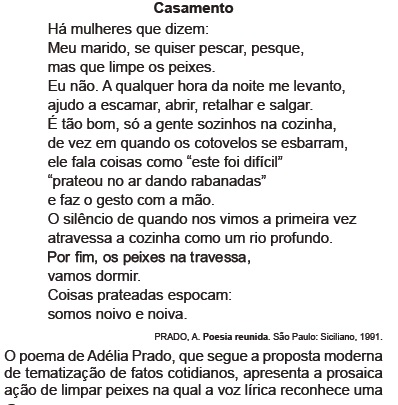 Casamento
Há mulheres que dizem:
Meu marido, se quiser pescar, pesque,
mas que limpe os peixes.
Eu não. A qualquer hora da noite me levanto,
ajudo a escamar, abrir, retalhar e salgar.
É tão bom, só a gente sozinhos na cozinha,
de vez em quando os cotovelos se esbarram,
ele fala coisas como “este foi difícil”
“prateou no ar dando rabanadas”
e faz o gesto com a mão.
O silêncio de quando nos vimos a primeira vez
atravessa a cozinha como um rio profundo.
Por fim, os peixes na travessa,
vamos dormir.
Coisas prateadas espocam:
somos noivo e noiva.
PRADO, A. Poesia reunida. São Paulo: Siciliano, 1991.
O poema de Adélia Prado, que segue a proposta moderna
de tematização de fatos cotidianos, apresenta a prosaica
ação de limpar peixes na qual a voz lírica reconhece uma